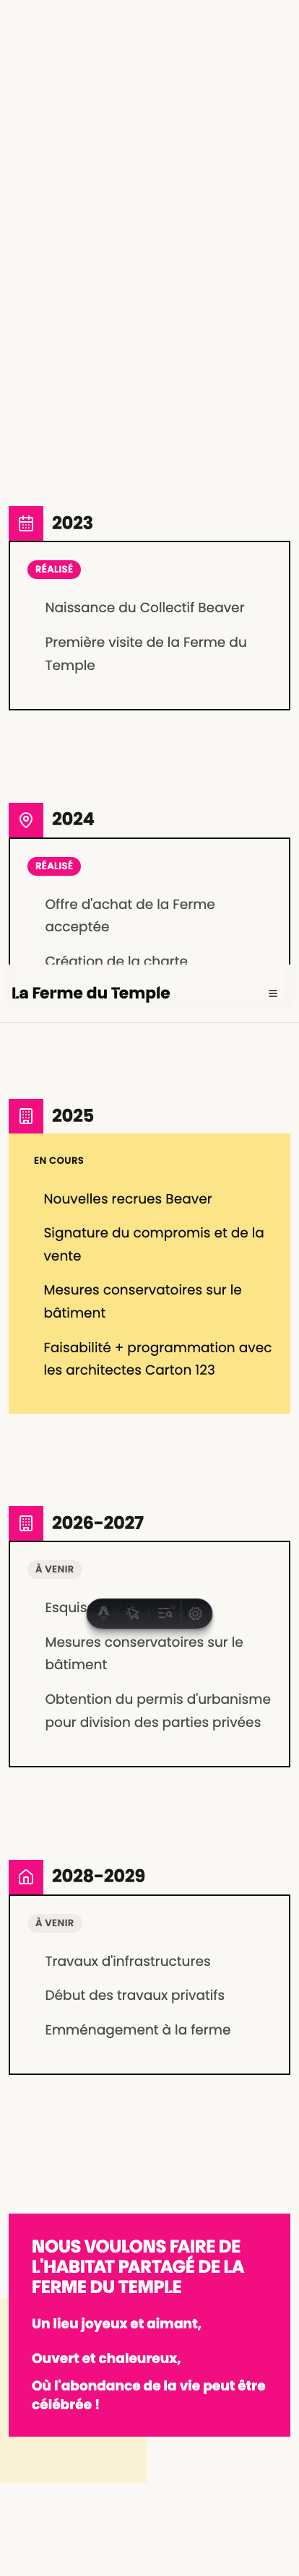 2023
RÉALISÉ
Naissance du Collectif Beaver
Première visite de la Ferme du
Temple
2024
RÉALISÉ
Offre d'achat de la Ferme
acceptée
Création de la charte
La Ferme du Temple
2025
EN COURS
Nouvelles recrues Beaver
Signature du compromis et de la
vente
Mesures conservatoires sur le
bâtiment
Faisabilité + programmation avec
les architectes Carton 123
2026-2027
À VENIR
Mesures conservatoires sur le
bâtiment
Obtention du permis d'urbanisme
pour division des parties privées
2028-2029
À VENIR
Travaux d'infrastructures
Début des travaux privatifs
Emménagement à la ferme
NOUS VOULONS FAIRE DE
L'HABITAT PARTAGÉ DE LA
FERME DU TEMPLE
Un lieu joyeux et aimant,
Ouvert et chaleureux,
Où l'abondance de la vie peut être
célébrée !